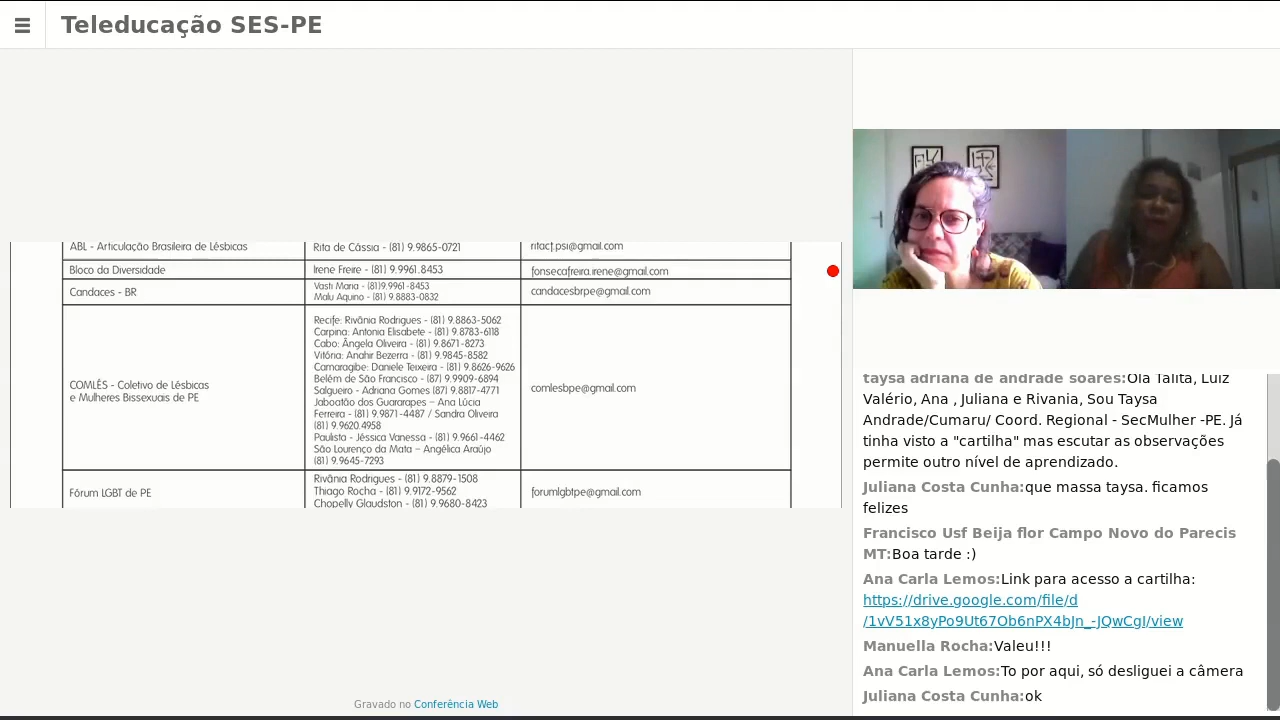 Teleducação SES-PE
ABL - Articulação Brasileira de Lésbicas
Rita de Cássia - (81) 9.9865-0721
ritacf.psi@gmail.com
Bloco da Diversidade
Irene Freire - (81) 9.9961.8453
fonsecafreira.irene@gmail.com
Candaces - BR
Vasti Maria - (81)9.9961-8453
Malu Aquino - (81) 9.8883-0832
candacesbrpe@gmail.com
COMLÉS - Coletivo de Lésbicas
e Mulheres Bissexuais de PE
Recife: Rivânia Rodrigues - (81) 9.8863-5062
Carpina: Antonia Elisabete - (81) 9.8783-6118
Cabo: Ângela Oliveira - (81) 9.8671-8273
Vitória: Anahir Bezerra - (81) 9.9845-8582
Camaragibe: Daniele Teixeira - (81) 9.8626-9626
Belém de São Francisco - (87) 9.9909-6894
Salgueiro - Adriana Gomes (87) 9.8817-4771
Jaboatão dos Guararapes – Ana Lúcia
Ferreira - (81) 9.9871-4487 / Sandra Oliveira
(81) 9.9620.4958
Paulista - Jéssica Vanessa - (81) 9.9661-4462
São Lourenço da Mata – Angélica Araújo
(81) 9.9645-7293
comlesbpe@gmail.com
Fórum LGBT de PE
Rivânia Rodrigues - (81) 9.8879-1508
Thiago Rocha - (81) 9.9172-9562
Chopelly Glaudston - (81) 9.9680-8423
forumlgbtpe@gmail.com
Gravado no Conferência Web
taysa adriana de andrade soares:Olá Talita, Luiz
Valério, Ana , Juliana e Rivania, Sou Taysa
Andrade/Cumaru/ Coord. Regional - SecMulher -PE. Já
tinha visto a "cartilha" mas escutar as observações
permite outro nível de aprendizado.
Juliana Costa Cunha:que massa taysa. ficamos
felizes
Francisco Usf Beija flor Campo Novo do Parecis
MT:Boa tarde :)
Ana Carla Lemos:Link para acesso a cartilha:
https://drive.google.com/file/d
/1vV51x8yPo9Ut67Ob6nPX4bJn_-JQwCgI/view
Manuella Rocha:Valeu!!!
Ana Carla Lemos:To por aqui, só desliguei a câmera
Juliana Costa Cunha:ok